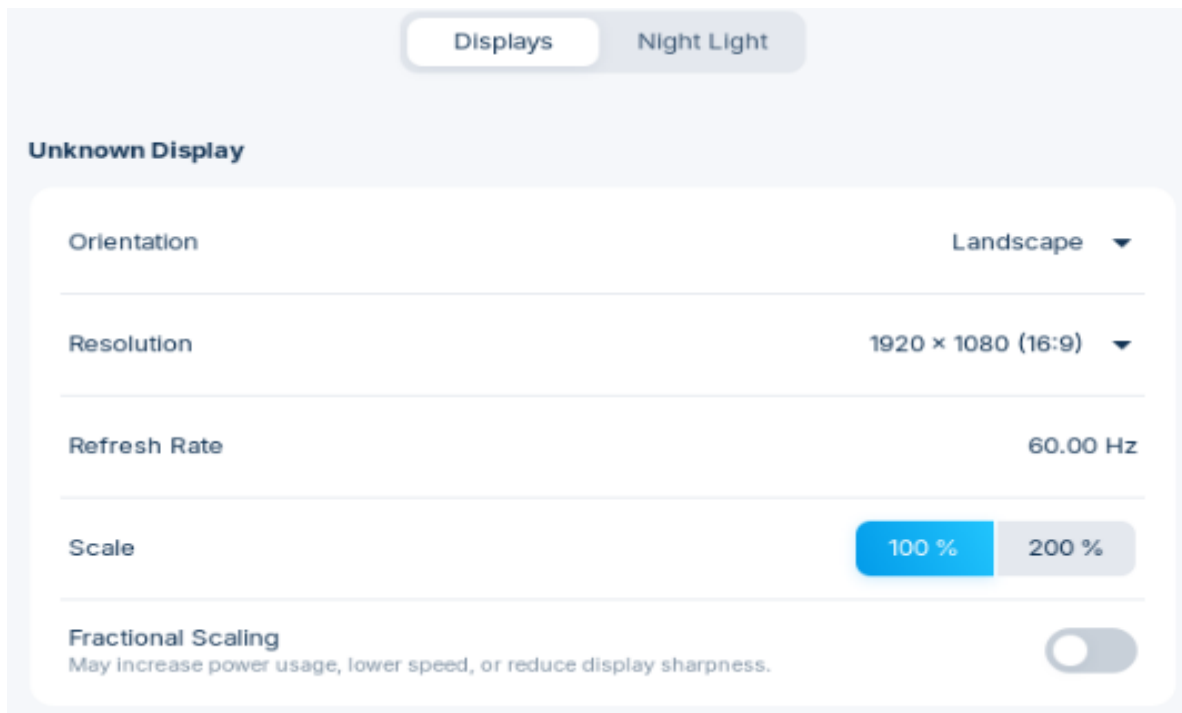 Displays Night Light
Unknown Display
Orientation Landscape
Resolution 1920 × 1080 (16:9)
Refresh Rate 60.00 Hz
Scale 100 % 200 %
Fractional Scaling
May increase power usage, lower speed, or reduce display sharpness.